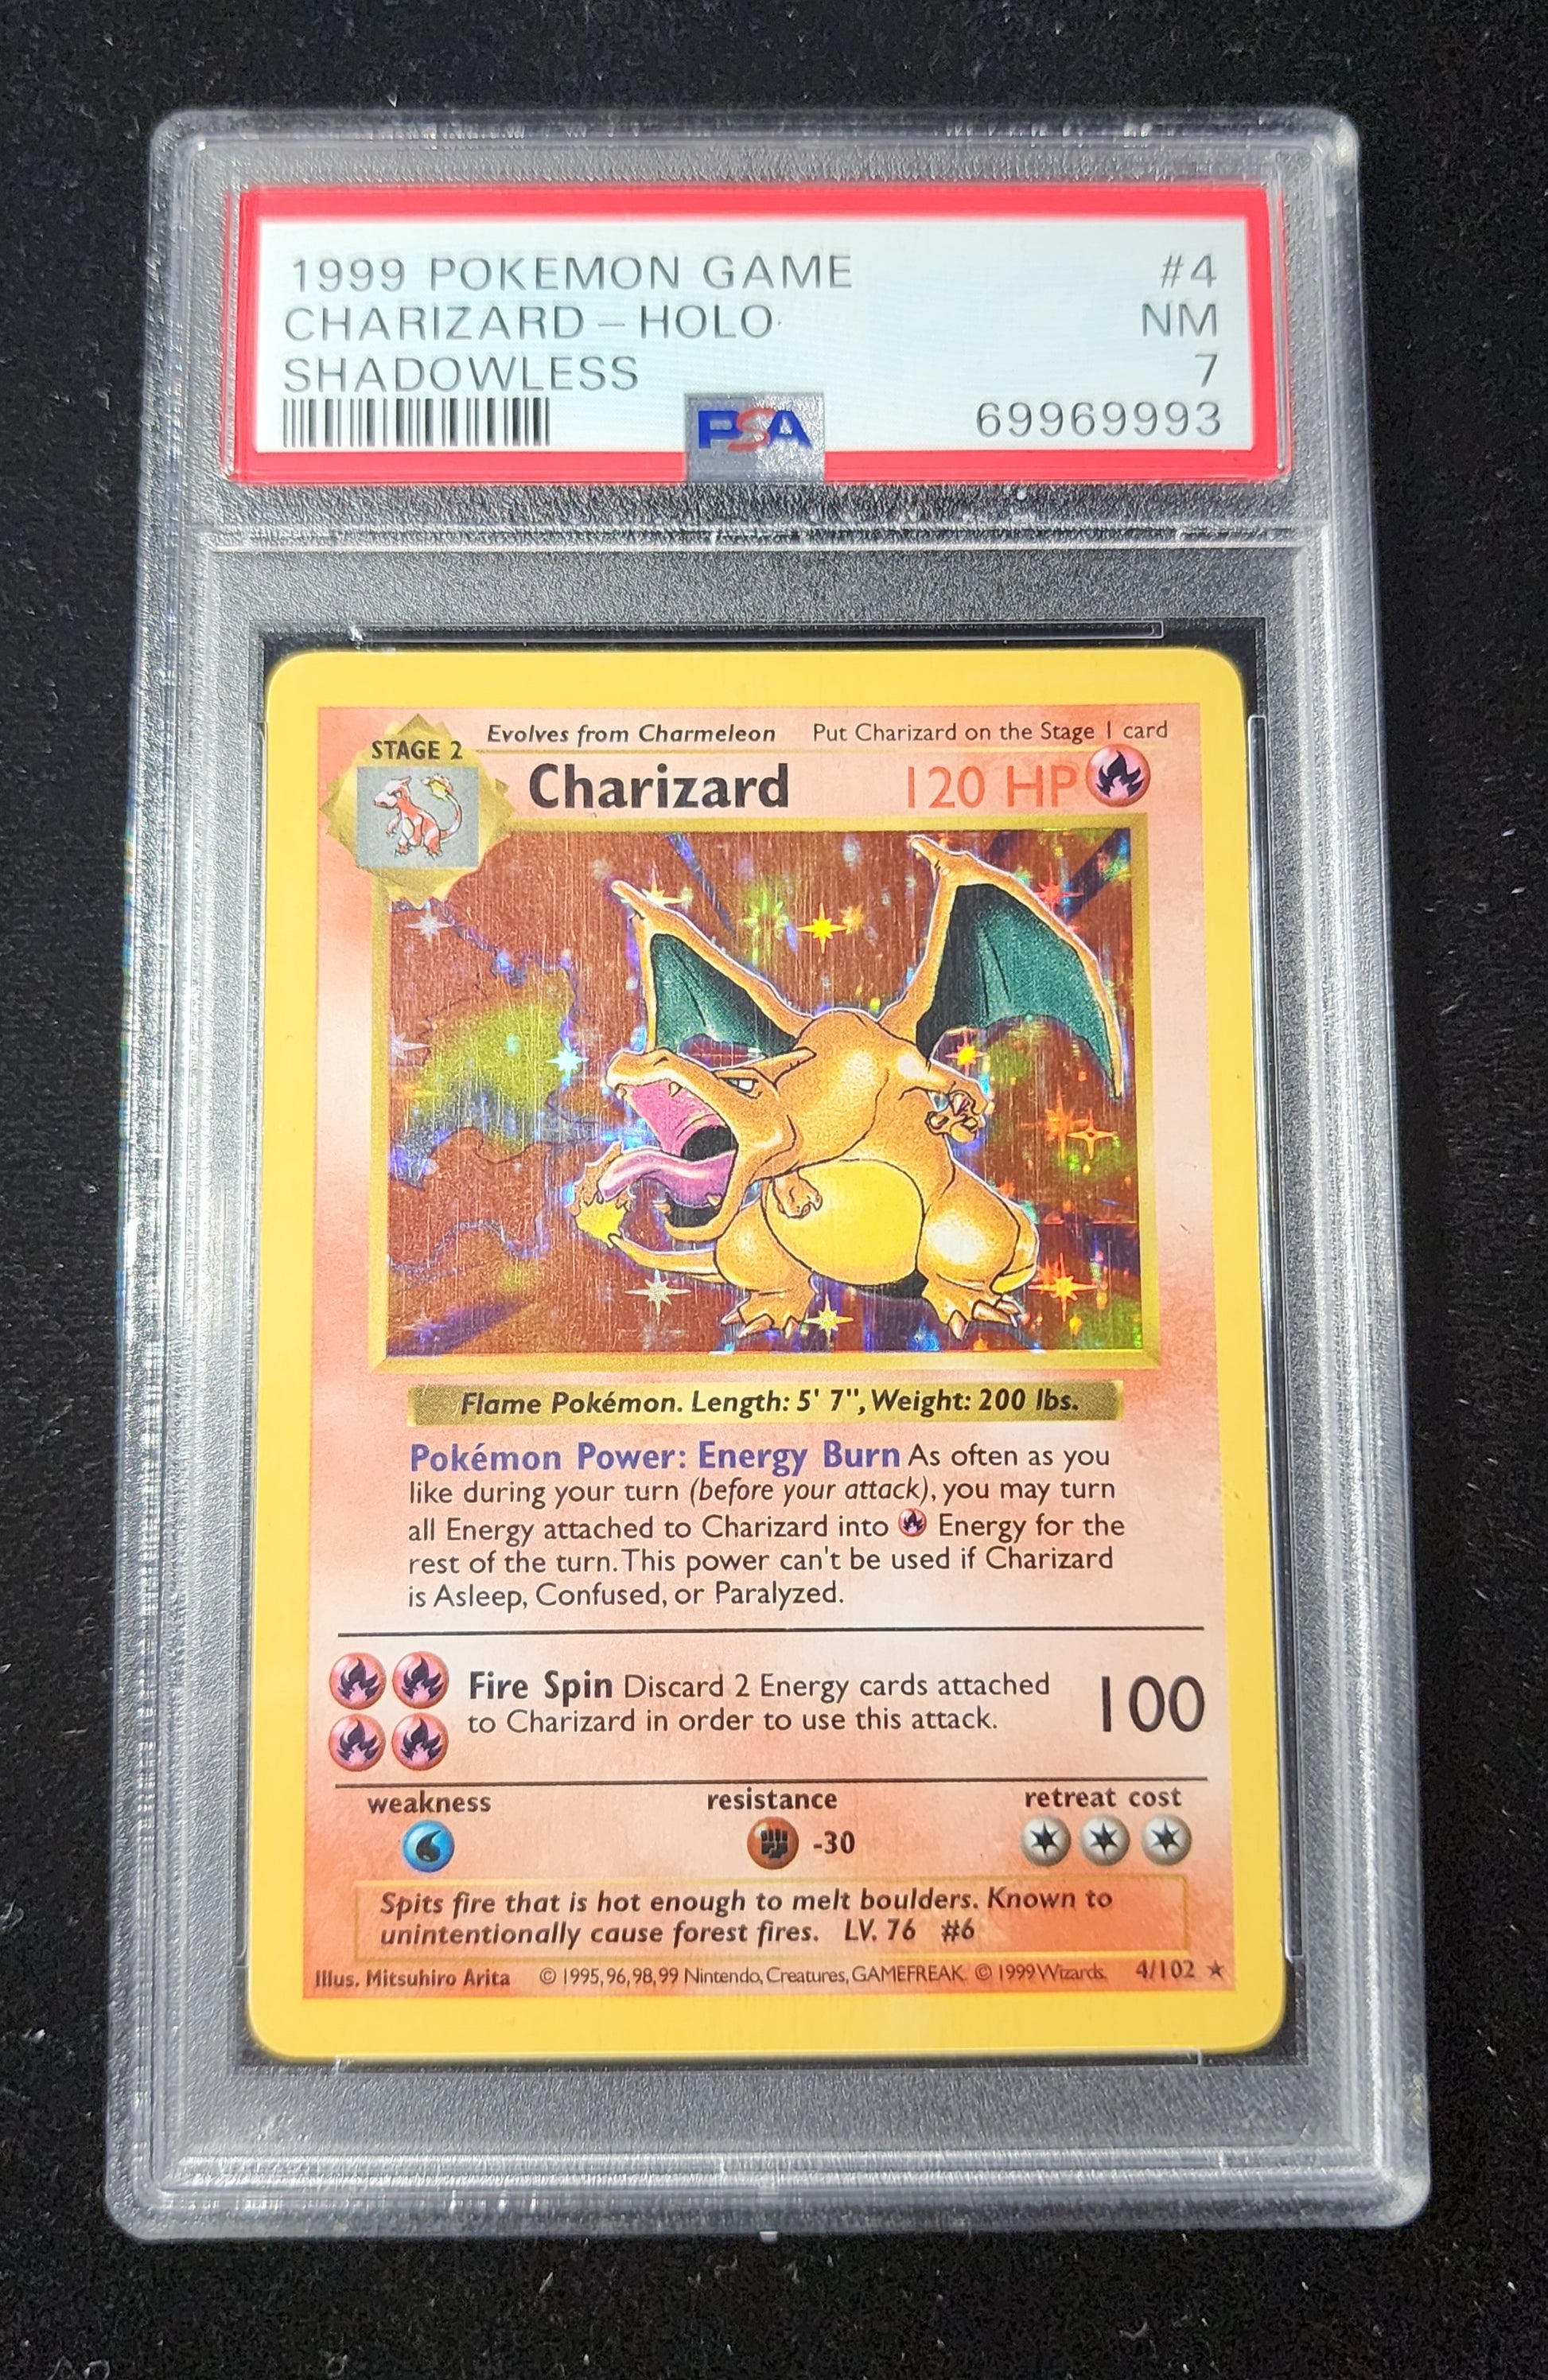 1999 POKEMON GAME #4
CHARIZARD-HOLO NM
SHADOWLESS 7
PSA 69969993
Evolves from Charmeleon Put Charizard on the Stage 1 card
STAGE 2
Charizard 120 HP
Flame Pokémon. Length: 5' 7", Weight: 200 lbs.
Pokémon Power: Energy Burn As often as you
like during your turn (before your attack), you may turn
all Energy attached to Charizard into Energy for the
rest of the turn. This power can't be used if Charizard
is Asleep, Confused, or Paralyzed.
Fire Spin Discard 2 Energy cards attached
to Charizard in order to use this attack.
100
weakness resistance retreat cost
-30
Spits fire that is hot enough to melt boulders. Known to
unintentionally cause forest fires. LV. 76 #6
Illus. Mitsuhiro Arita © 1995, 96, 98, 99 Nintendo, Creatures, GAMEFREAK. © 1999 Wizards. 4/102 ★